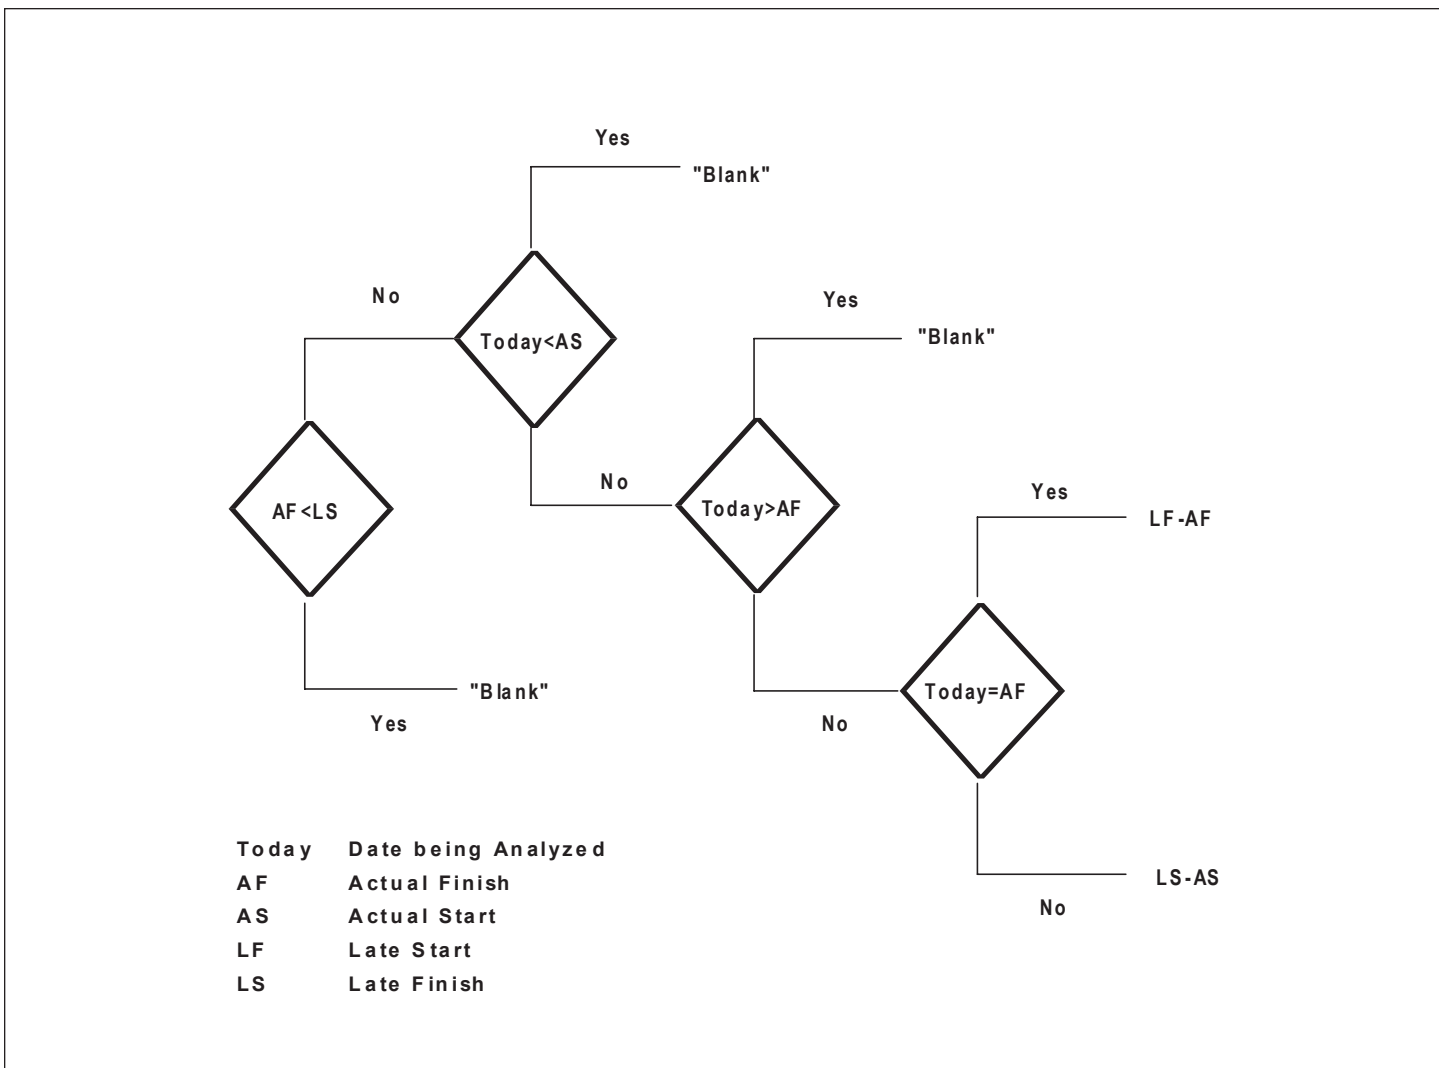 Yes
"Blank"
No
Today<AS
Yes
"Blank"
AF<LS
No
Today>AF
Yes
LF-AF
"Blank"
Yes
No
Today=AF
LS-AS
No
Today Date being Analyzed
AF Actual Finish
AS Actual Start
LF Late Start
LS Late Finish